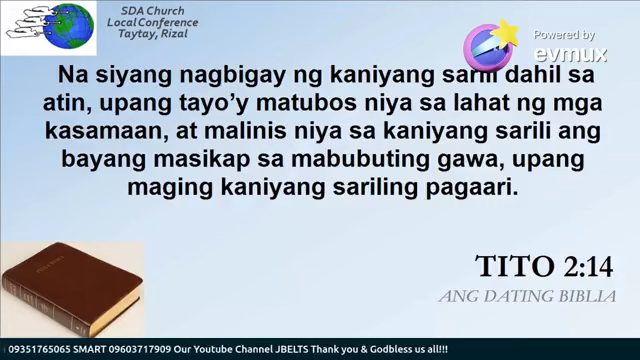 SDA Church
Local Conference
Taytay, Rizal
Powered by
evmux
Na siyang nagbigay ng kaniyang sarili dahil sa
atin, upang tayo’y matubos niya sa lahat ng mga
kasamaan, at malinis niya sa kaniyang sarili ang
bayang masikap sa mabubuting gawa, upang
maging kaniyang sariling pagaari.
TITO 2:14
ANG DATING BIBLIA
09351765065 SMART 09603717909 Our Youtube Channel JBELTS Thank you & Godbless us all!!!